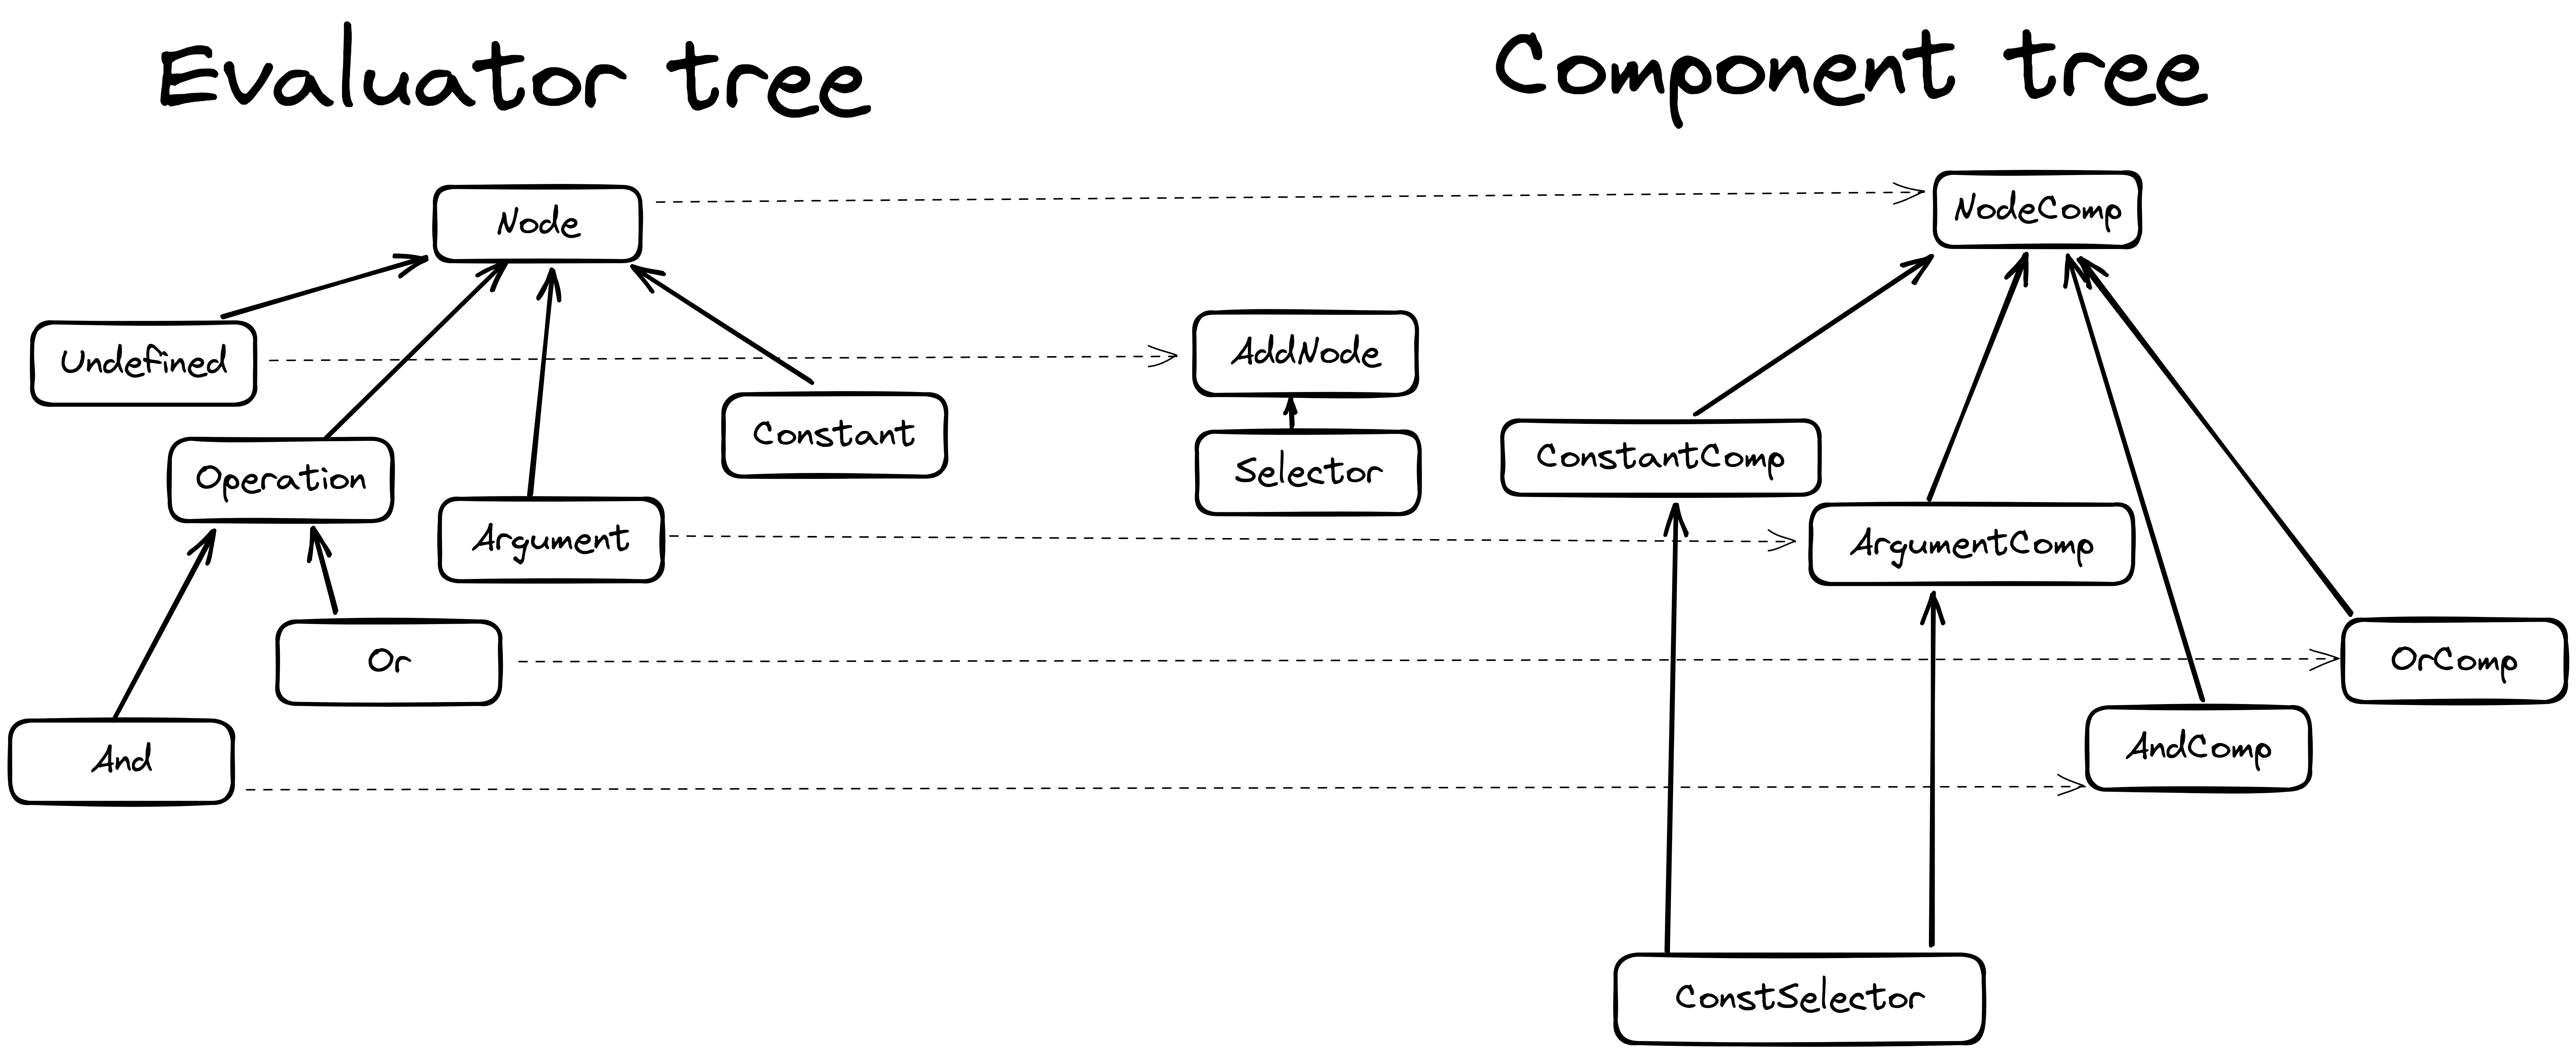 Evaluator tree
Component tree
Node
NodeComp
Undefined
AddNode
Constant
ConstantComp
Operation
Selector
Argument
ArgumentComp
Or
OrComp
And
AndComp
ConstSelector